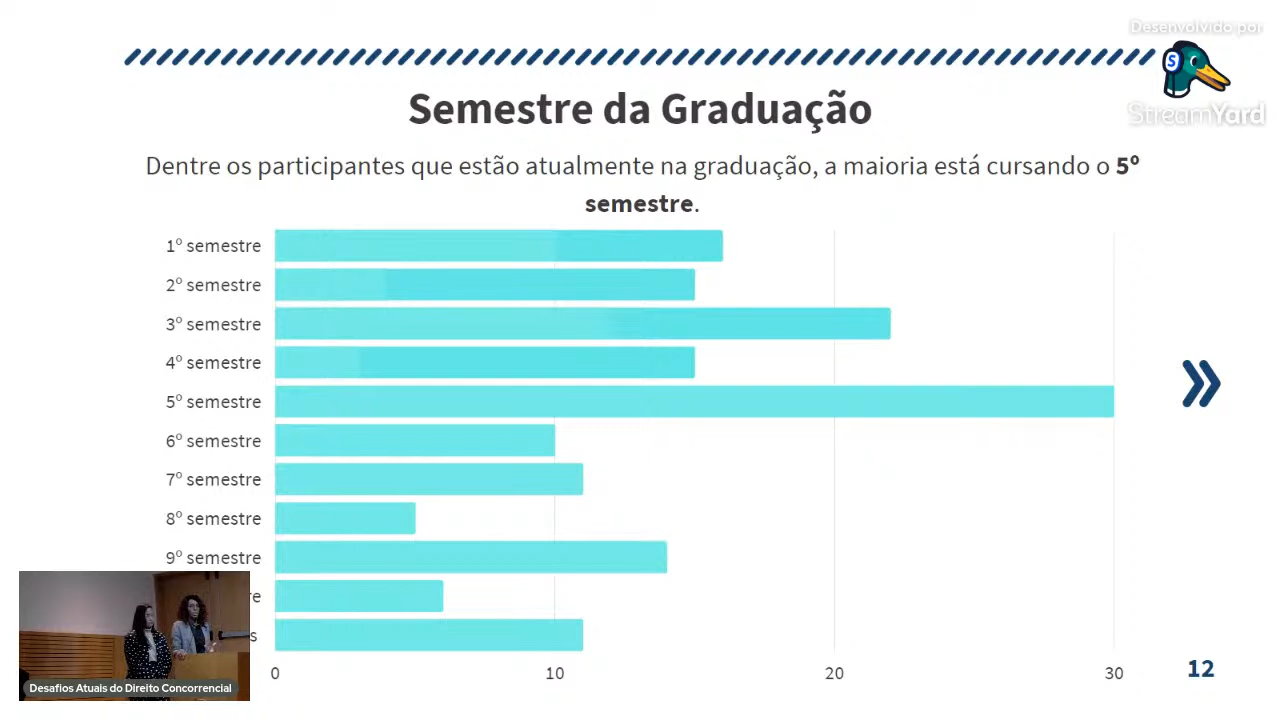 Desenvolvido por
StreamYard
Semestre da Graduação
Dentre os participantes que estão atualmente na graduação, a maioria está cursando o 5º
semestre.
1º semestre
2º semestre
3º semestre
4º semestre
5º semestre
6º semestre
7º semestre
8º semestre
9º semestre
0
10
20
30
12
Desafios Atuais do Direito Concorrencial
S